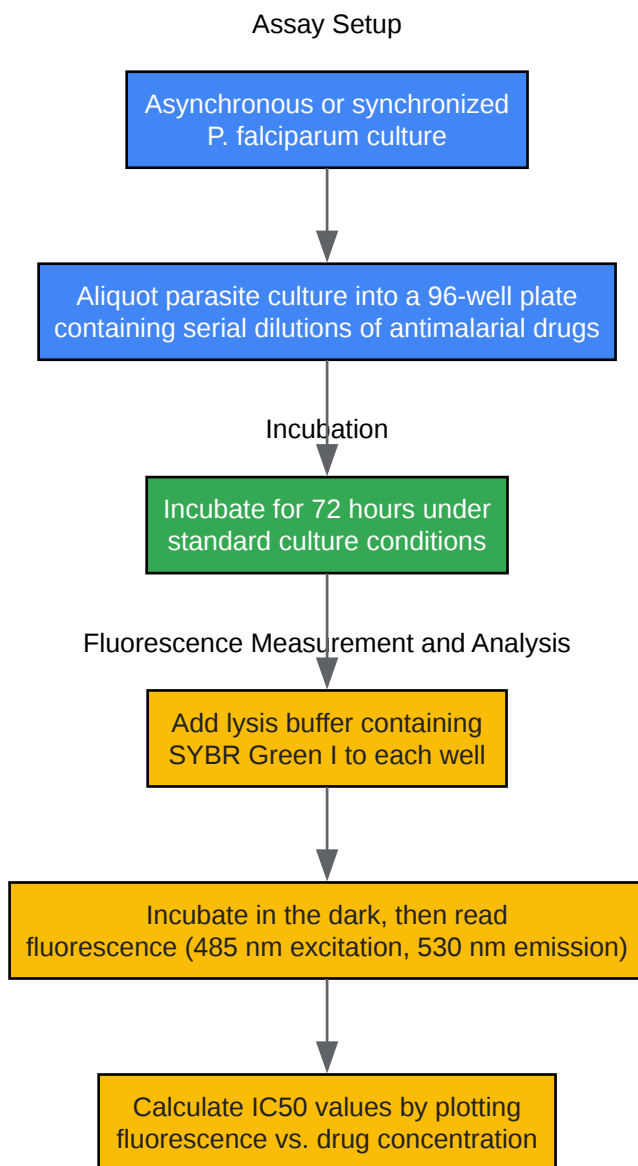 Assay Setup
Asynchronous or synchronized
P. falciparum culture
Aliquot parasite culture into a 96-well plate
containing serial dilutions of antimalarial drugs
Incubation
Incubate for 72 hours under
standard culture conditions
Fluorescence Measurement and Analysis
Add lysis buffer containing
SYBR Green I to each well
Incubate in the dark, then read
fluorescence (485 nm excitation, 530 nm emission)
Calculate IC50 values by plotting
fluorescence vs. drug concentration